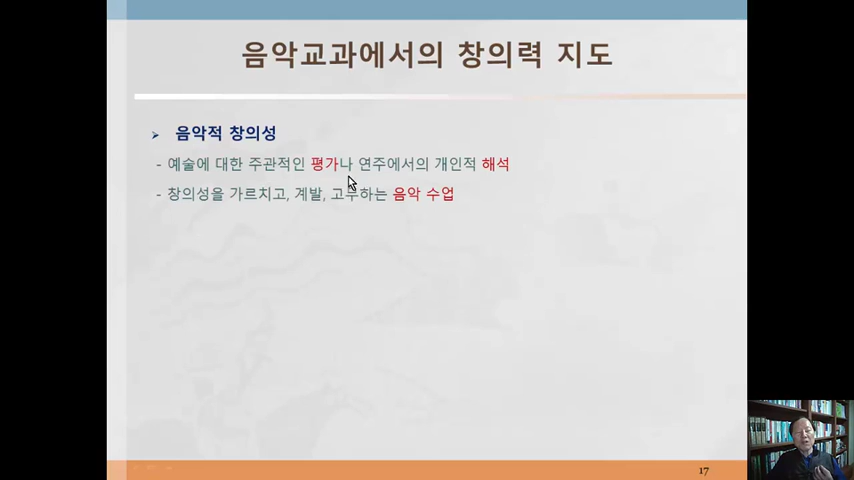 음악교과에서의 창의력 지도
음악적 창의성
- 예술에 대한 주관적인 평가나 연주에서의 개인적 해석
- 창의성을 가르치고, 계발, 고무하는 음악 수업
17